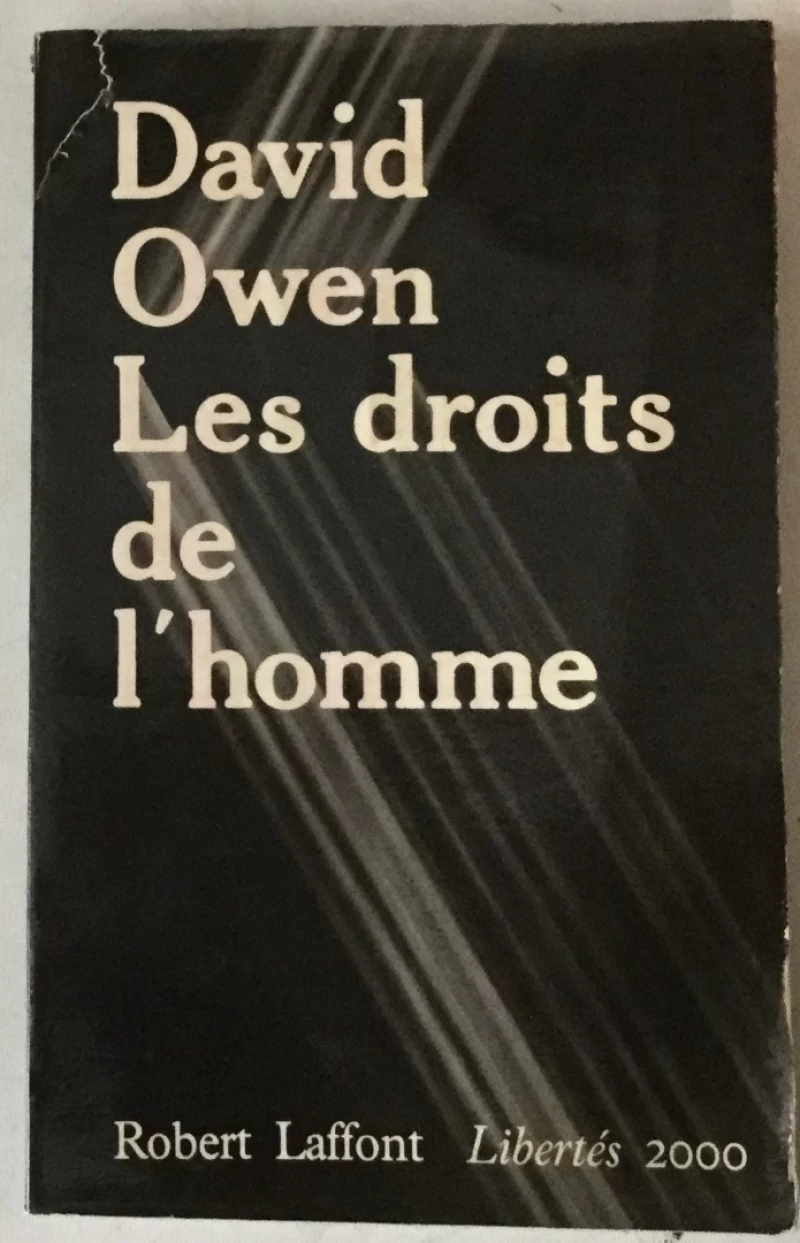 David
Owen
Les droits
de
l'homme
Robert Laffont Libertés 2000